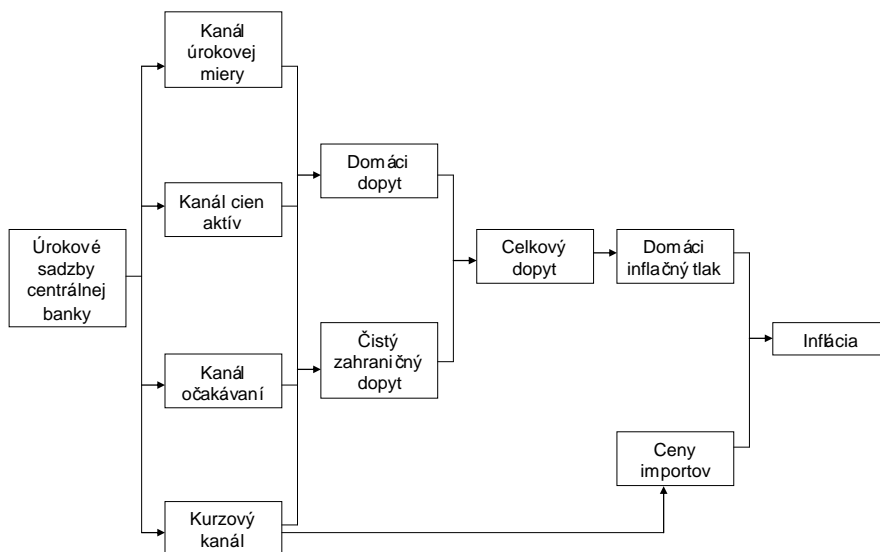 Kanál
úrokovej
miery
Domáci
dopyt
Kanál cien
aktív
Úrokové
sadzby
centrálnej
banky
Celkový
dopyt
Domáci
inflačný tlak
Čistý
zahraničný
dopyt
Inflácia
Kanál
očakávaní
Ceny
importov
Kurzový
kanál